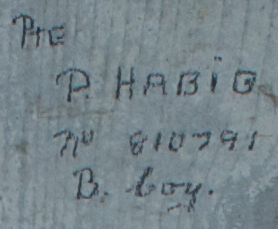 Pte
P. HABIG
No 810791
B. Coy.